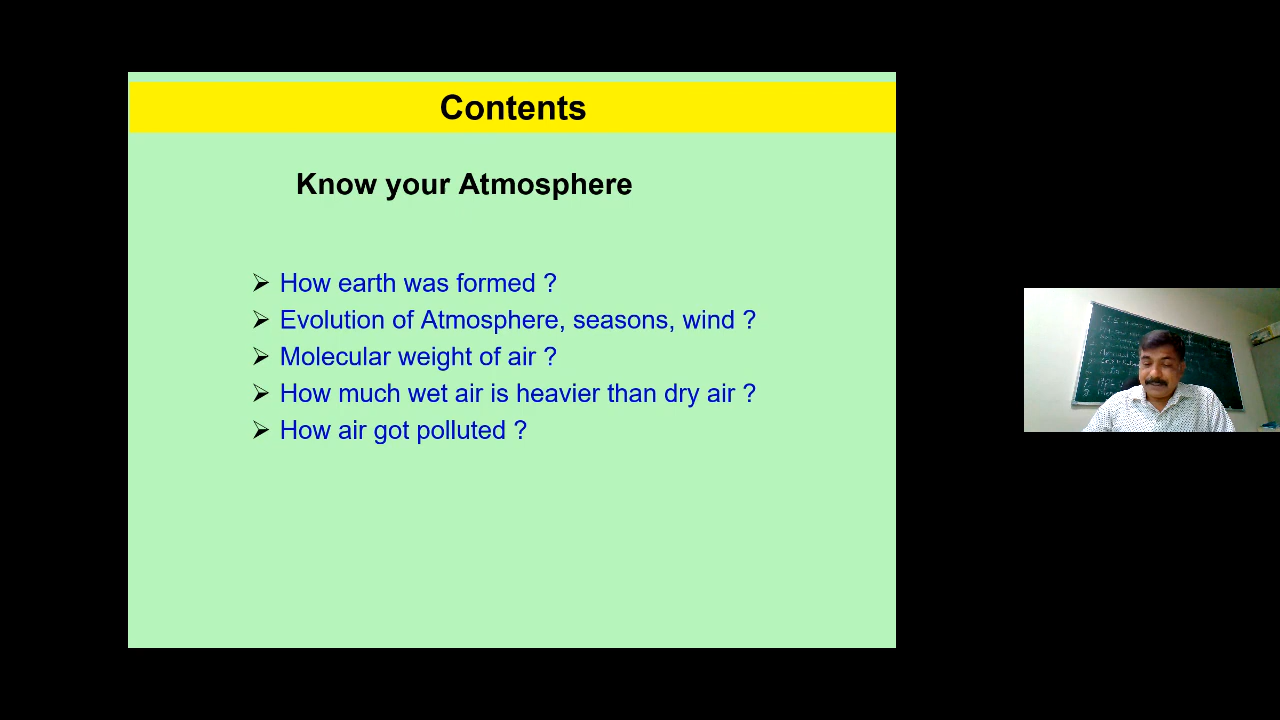 Contents
Know your Atmosphere
➢ How earth was formed ?
➢ Evolution of Atmosphere, seasons, wind ?
➢ Molecular weight of air ?
➢ How much wet air is heavier than dry air ?
➢ How air got polluted ?